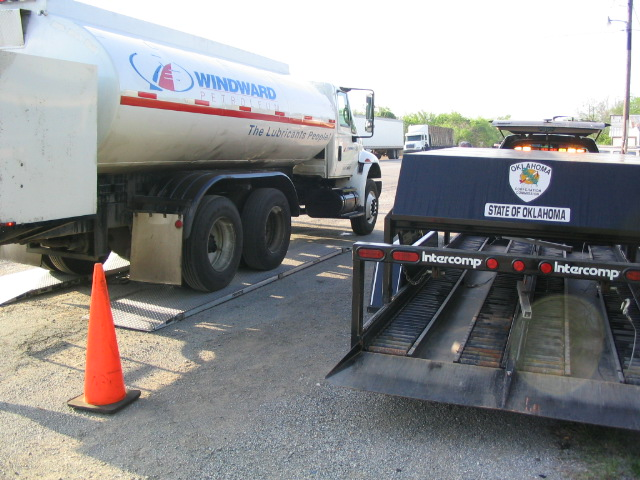 WINDWARD
PETROLEUM
The Lubricants People!
OKLAHOMA
STATE OF OKLAHOMA
Intercomp
Intercomp